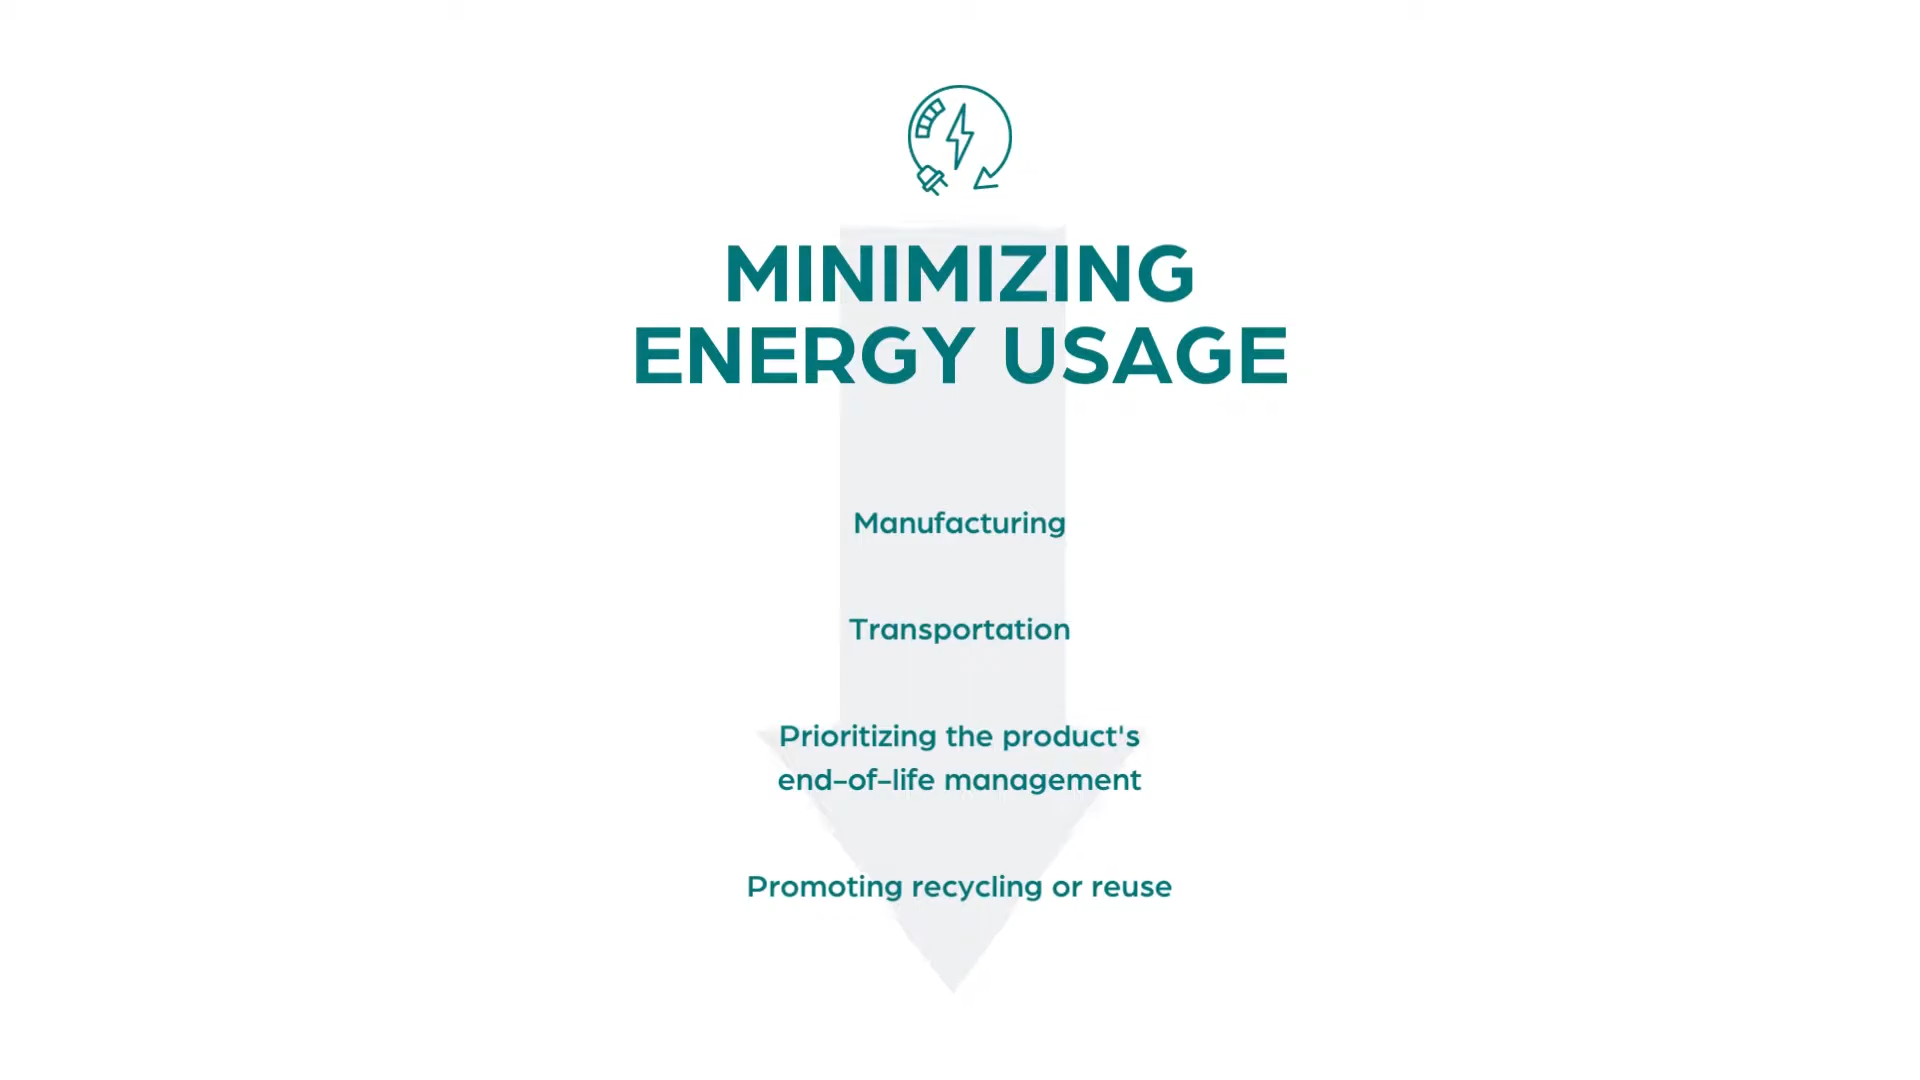 MINIMIZING
ENERGY USAGE
Manufacturing
Transportation
Prioritizing the product's
end-of-life management
Promoting recycling or reuse